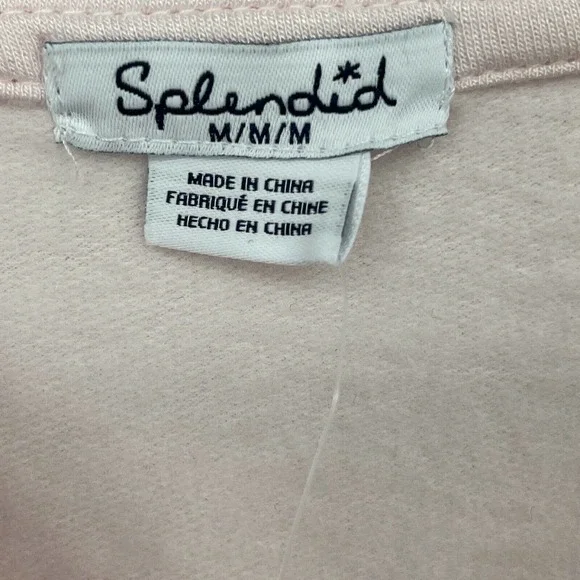 Splendid
M/M/M
MADE IN CHINA
FABRIQUÉ EN CHINE
HECHO EN CHINA